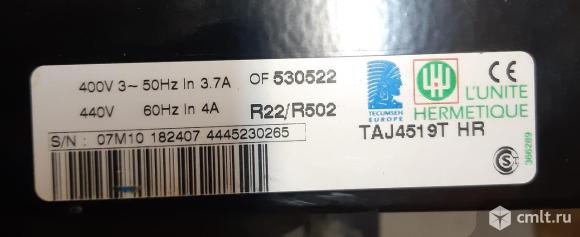 400V 3~ 50Hz In 3.7A OF 530522
440V 60Hz In 4A R22/R502
S/N : 07M10 182407 4445230265
TECUMSEH
EUROPE
L'UNITE
HERMETIQUE
CE
TAJ4519T HR
366289
cmlt.ru